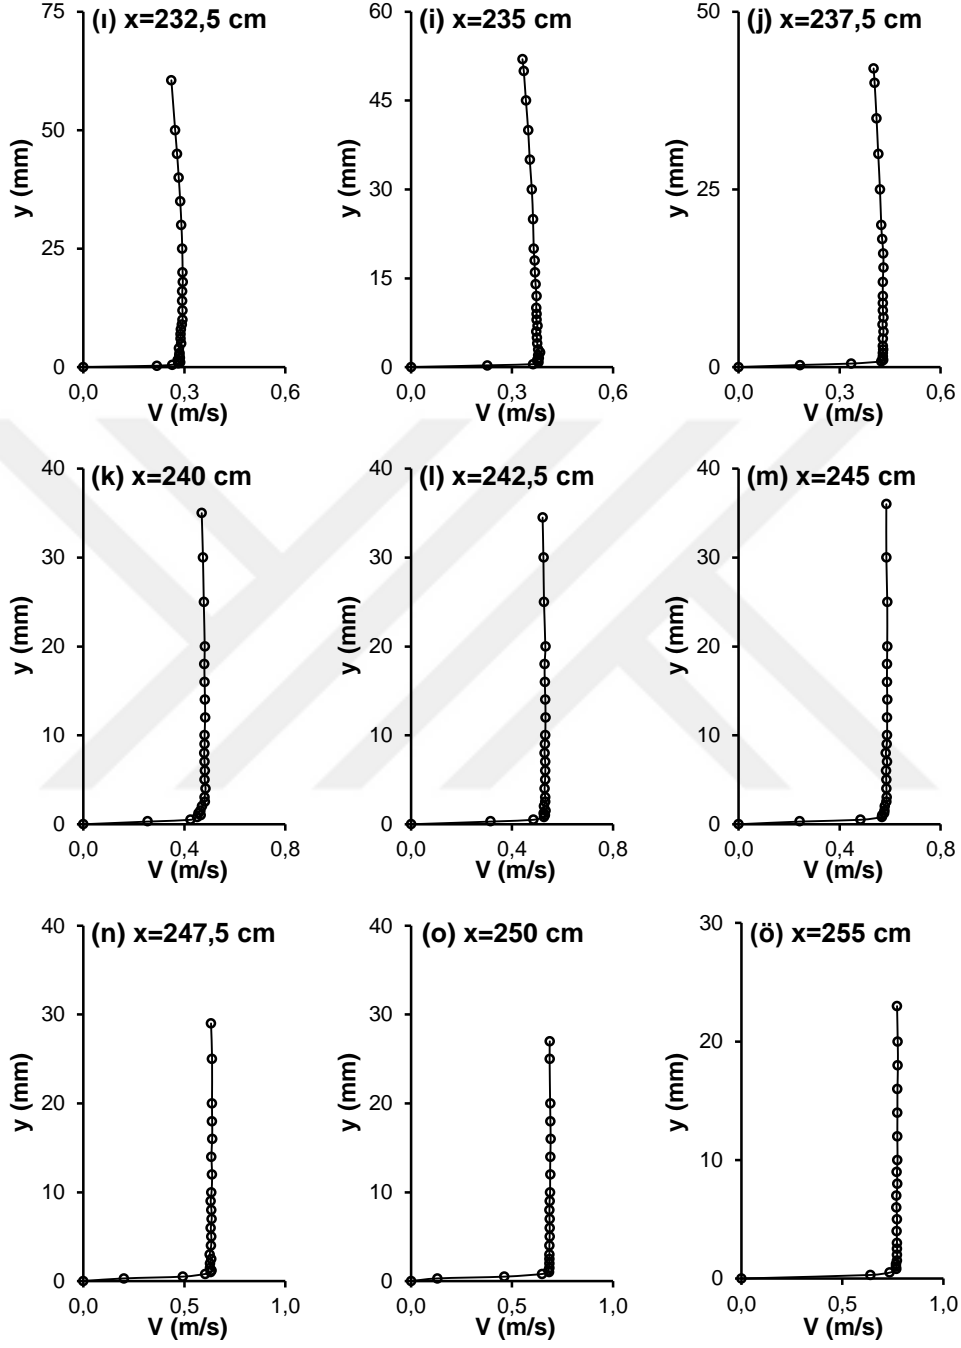 (ı) x=232,5 cm
75
50
25
0
y (mm)
0,0 0,3 0,6
V (m/s)
(i) x=235 cm
60
45
30
15
0
y (mm)
0,0 0,3 0,6
V (m/s)
(j) x=237,5 cm
50
25
0
y (mm)
0,0 0,3 0,6
V (m/s)
(k) x=240 cm
40
30
20
10
0
y (mm)
0,0 0,4 0,8
V (m/s)
(l) x=242,5 cm
40
30
20
10
0
y (mm)
0,0 0,4 0,8
V (m/s)
(m) x=245 cm
40
30
20
10
0
y (mm)
0,0 0,4 0,8
V (m/s)
(n) x=247,5 cm
40
30
20
10
0
y (mm)
0,0 0,5 1,0
V (m/s)
(o) x=250 cm
40
30
20
10
0
y (mm)
0,0 0,5 1,0
V (m/s)
(ö) x=255 cm
30
20
10
0
y (mm)
0,0 0,5 1,0
V (m/s)